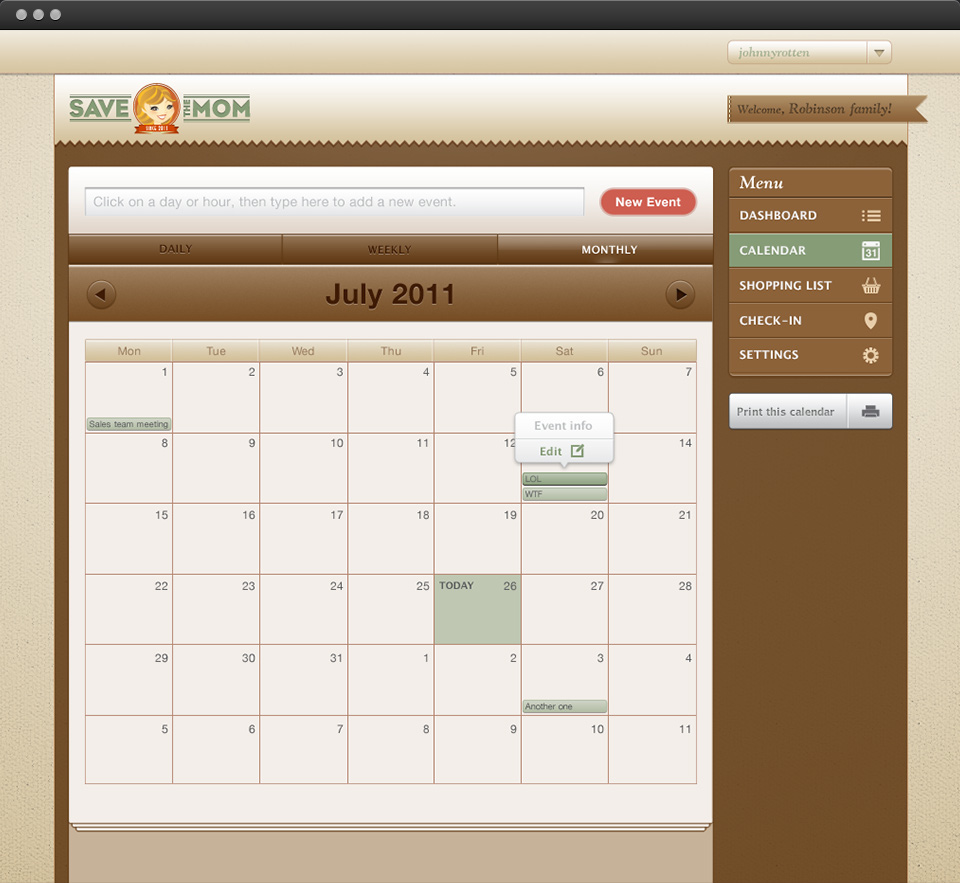 johnnyrotten
SAVE THE MOM
Welcome, Robinson family!
Click on a day or hour, then type here to add a new event.
New Event
DAILY
WEEKLY
MONTHLY
July 2011
Mon Tue Wed Thu Fri Sat Sun
1 2 3 4 5 6 7
Sales team meeting
8 9 10 11 12 14
Event info
Edit
LOL
WTF
15 16 17 18 19 20 21
22 23 24 25 TODAY 26 27 28
29 30 31 1 2 3 4
Another one
5 6 7 8 9 10 11
Menu
DASHBOARD
CALENDAR
31
SHOPPING LIST
CHECK-IN
SETTINGS
Print this calendar